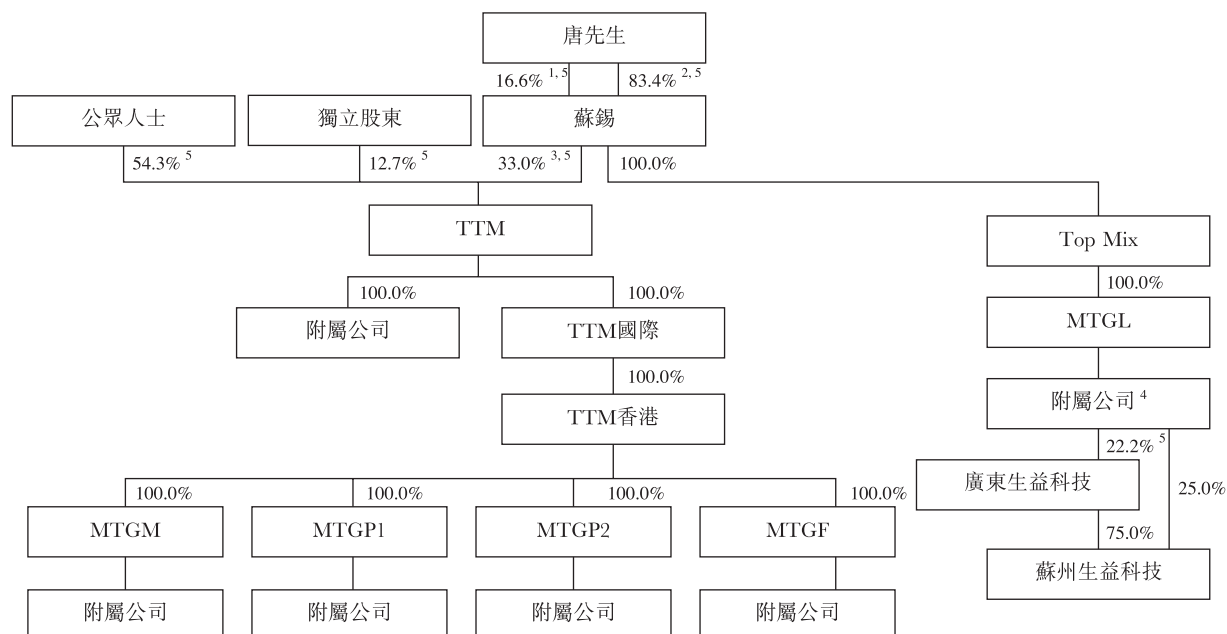 唐先生
16.6% 1, 5
83.4% 2, 5
公眾人士
獨立股東
蘇錫
54.3% 5
12.7% 5
33.0% 3, 5
100.0%
TTM
Top Mix
100.0%
100.0%
100.0%
附屬公司
TTM國際
MTGL
100.0%
TTM香港
附屬公司 4
22.2% 5
廣東生益科技
25.0%
100.0%
100.0%
100.0%
100.0%
MTGM
MTGP1
MTGP2
MTGF
75.0%
蘇州生益科技
附屬公司
附屬公司
附屬公司
附屬公司